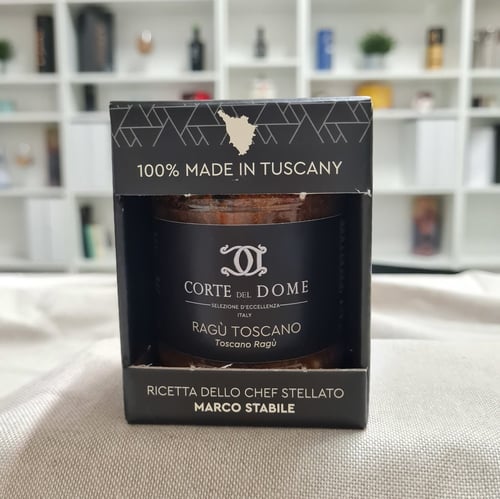 100% MADE IN TUSCANY
CORTE DEL DOME
SELEZIONE D'ECCELLENZA
ITALY
RAGÙ TOSCANO
Toscano Ragù
RICETTA DELLO CHEF STELLATO
MARCO STABILE